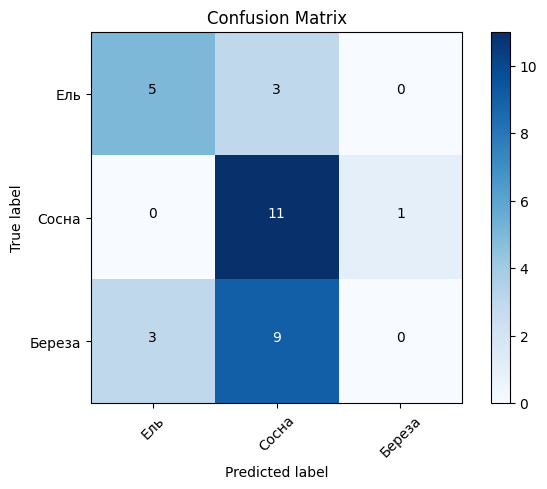 Confusion Matrix
True label
Ель
5 3 0
Сосна
0 11 1
Береза
3 9 0
Ель Сосна Береза
Predicted label
10
8
6
4
2
0